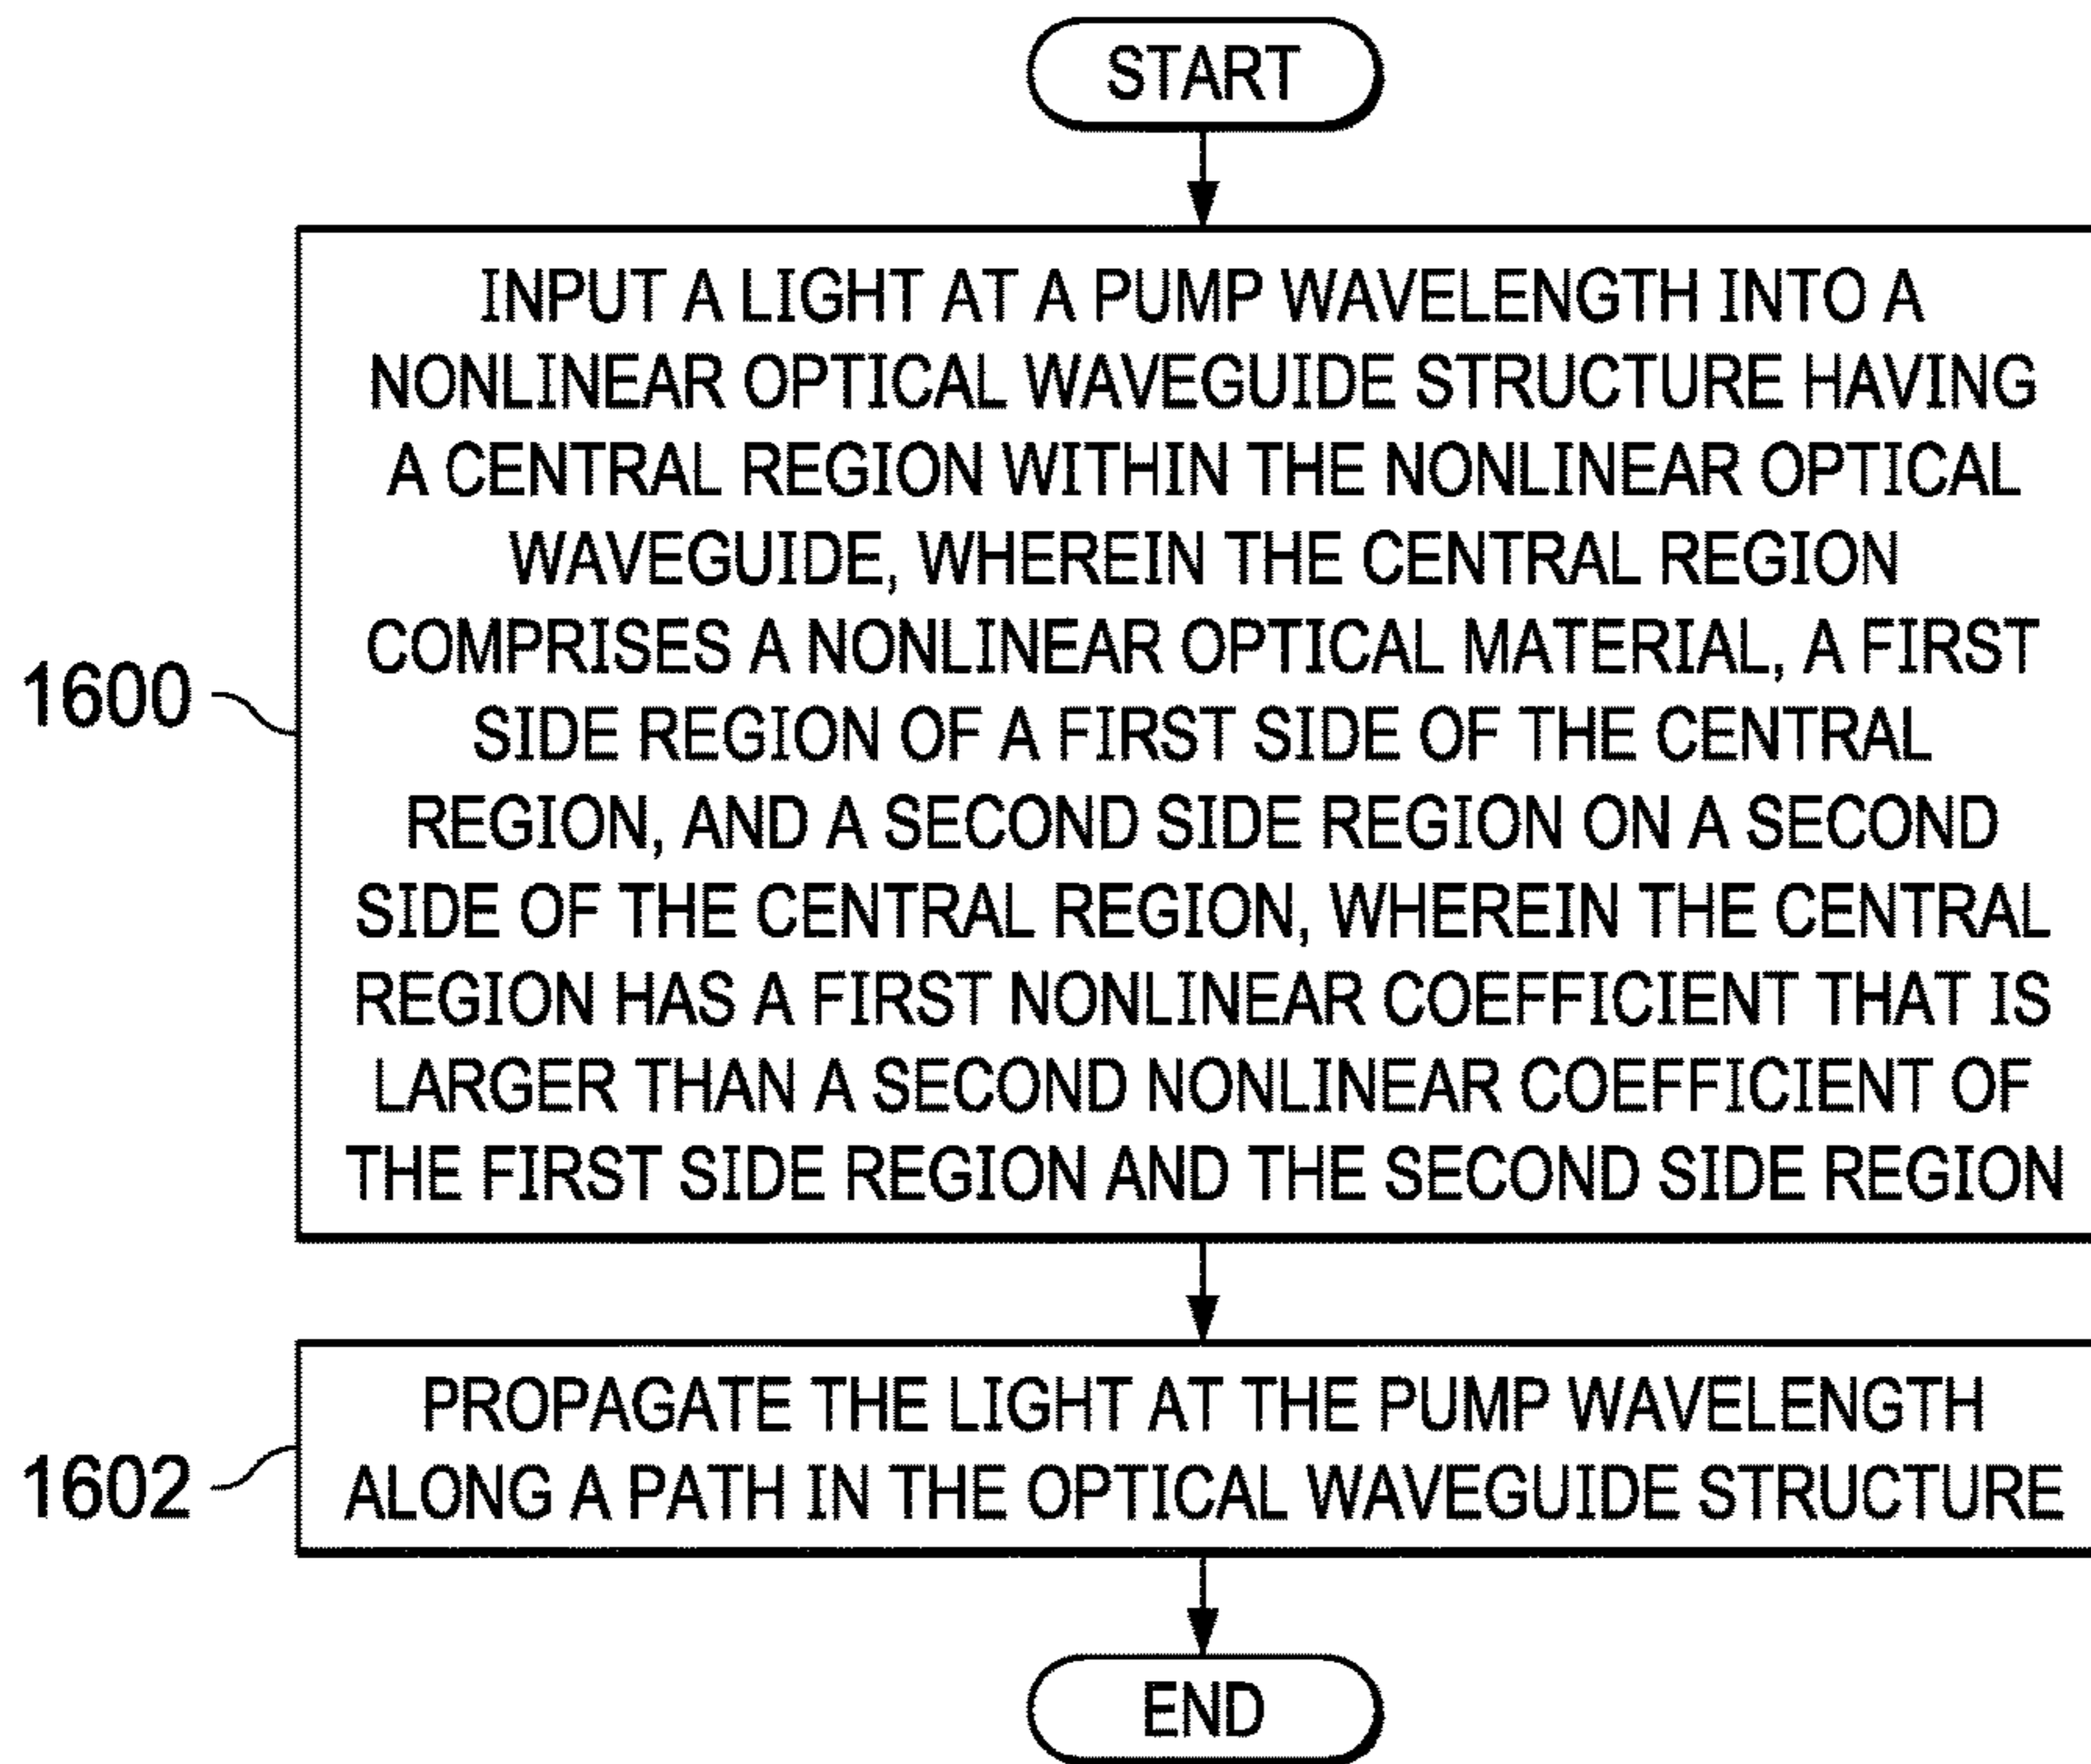 START
INPUT A LIGHT AT A PUMP WAVELENGTH INTO A
NONLINEAR OPTICAL WAVEGUIDE STRUCTURE HAVING
A CENTRAL REGION WITHIN THE NONLINEAR OPTICAL
WAVEGUIDE, WHEREIN THE CENTRAL REGION
COMPRISES A NONLINEAR OPTICAL MATERIAL, A FIRST
SIDE REGION OF A FIRST SIDE OF THE CENTRAL
REGION, AND A SECOND SIDE REGION ON A SECOND
SIDE OF THE CENTRAL REGION, WHEREIN THE CENTRAL
REGION HAS A FIRST NONLINEAR COEFFICIENT THAT IS
LARGER THAN A SECOND NONLINEAR COEFFICIENT OF
THE FIRST SIDE REGION AND THE SECOND SIDE REGION
1600
PROPAGATE THE LIGHT AT THE PUMP WAVELENGTH
ALONG A PATH IN THE OPTICAL WAVEGUIDE STRUCTURE
1602
END